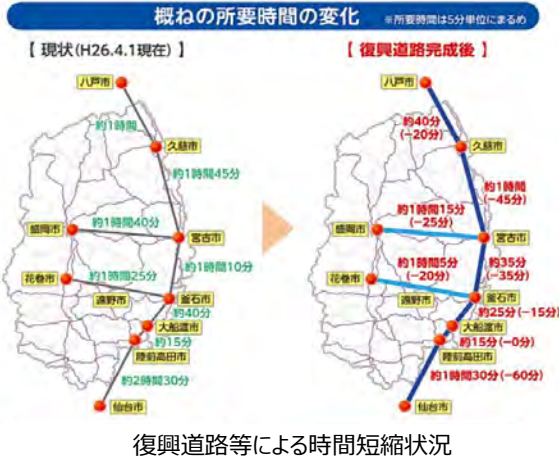 概ねの所要時間の変化 ※所要時間は5分単位にまるめ
【 現状(H26.4.1現在) 】
八戸市
約1時間
久慈市
約1時間45分
盛岡市
約1時間40分
宮古市
約1時間10分
花巻市
約1時間25分
遠野市
釜石市
約40分
大船渡市
約15分
陸前高田市
約2時間30分
仙台市
【 復興道路完成後 】
八戸市
約40分
(−20分)
久慈市
約1時間
(−45分)
盛岡市
約1時間15分
(−25分)
宮古市
約35分
(−35分)
花巻市
約1時間5分
(−20分)
遠野市
釜石市
約25分(−15分)
大船渡市
約15分(−0分)
陸前高田市
約1時間30分(−60分)
仙台市
復興道路等による時間短縮状況